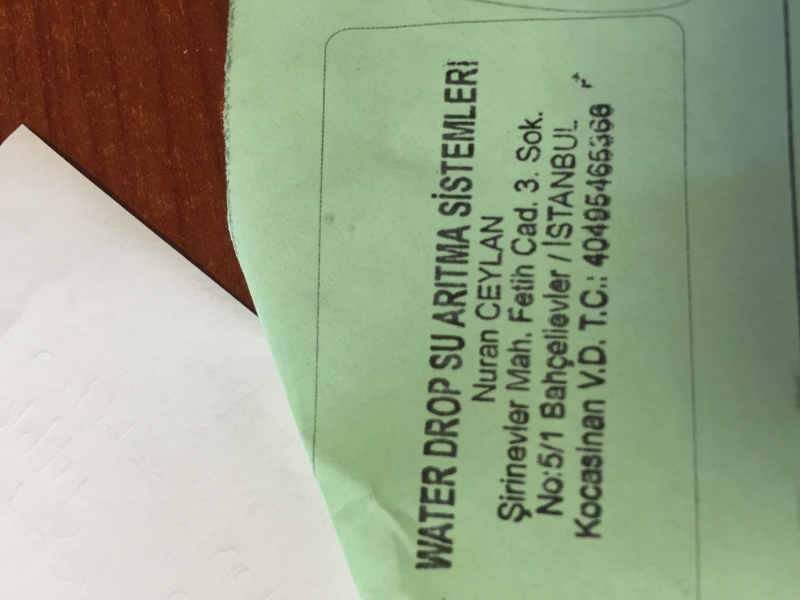 WATER DROP SU ARITMA SİSTEMLERİ
Nuran CEYLAN
Şirinevler Mah. Fetih Cad. 3. Sok.
No:5/1 Bahçelievler / İSTANBUL
Kocasinan V.D. T.C.: 40495465368